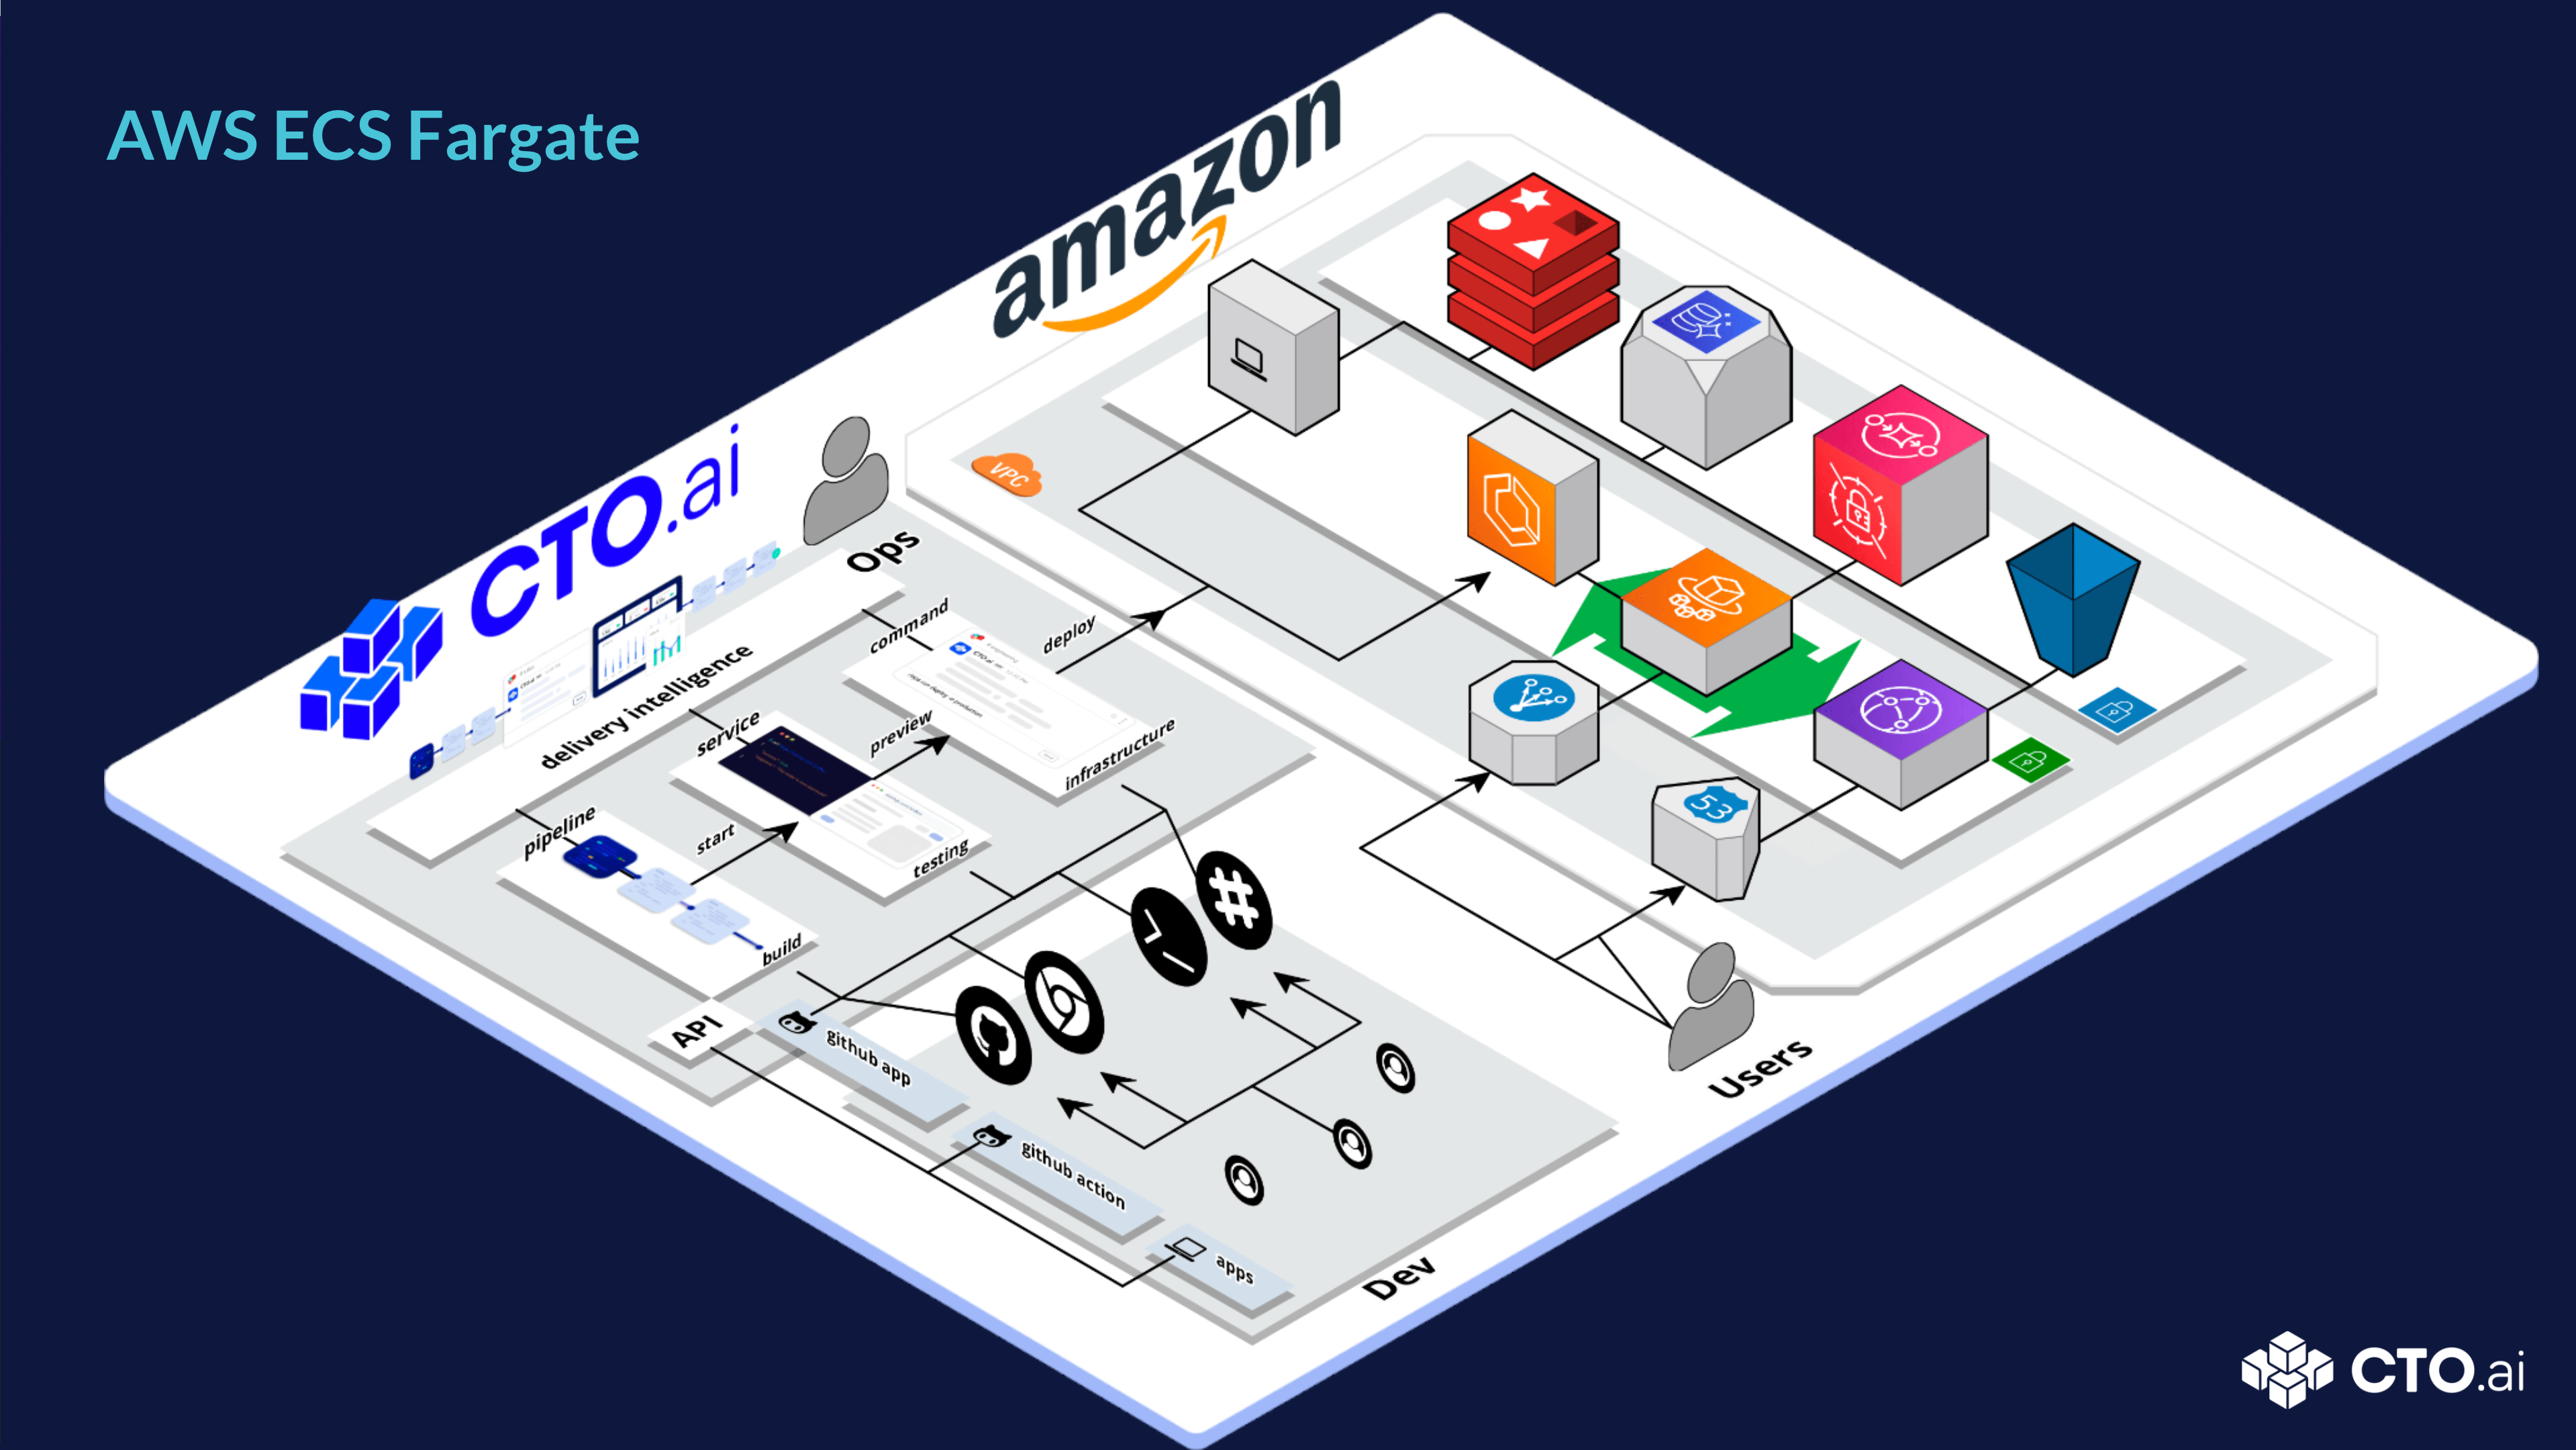 AWS ECS Fargate
amazon
VPC
CTO.ai
Ops
command
deploy
delivery intelligence
service
preview
infrastructure
pipeline
start
testing
build
53
API
github app
github action
apps
Users
Dev
CTO.ai